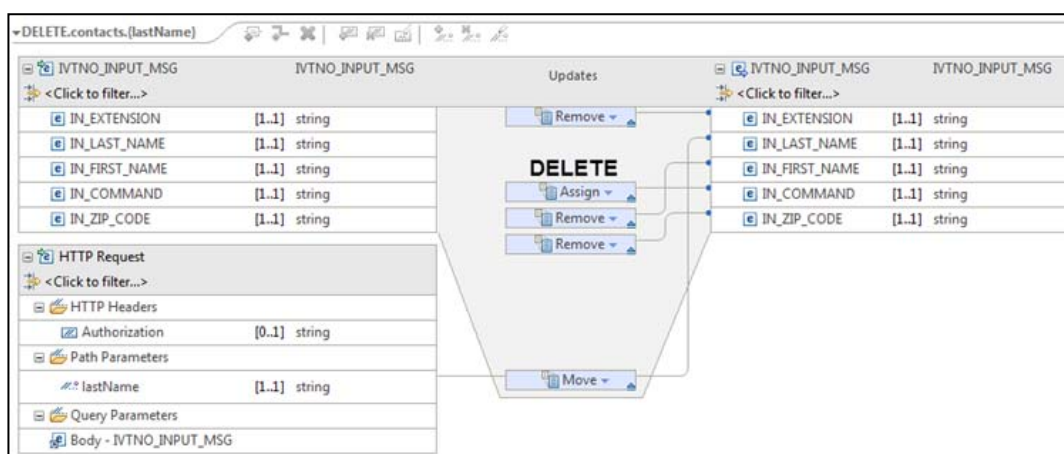 DELETE.contacts.{lastName}
IVTNO_INPUT_MSG IVTNO_INPUT_MSG Updates IVTNO_INPUT_MSG IVTNO_INPUT_MSG
<Click to filter...> <Click to filter...>
IN_EXTENSION [1..1] string Remove IN_EXTENSION [1..1] string
IN_LAST_NAME [1..1] string IN_LAST_NAME [1..1] string
IN_FIRST_NAME [1..1] string DELETE IN_FIRST_NAME [1..1] string
IN_COMMAND [1..1] string Assign IN_COMMAND [1..1] string
IN_ZIP_CODE [1..1] string Remove IN_ZIP_CODE [1..1] string
Remove
HTTP Request
<Click to filter...>
HTTP Headers
Authorization [0..1] string
Path Parameters
lastName [1..1] string Move
Query Parameters
Body - IVTNO_INPUT_MSG